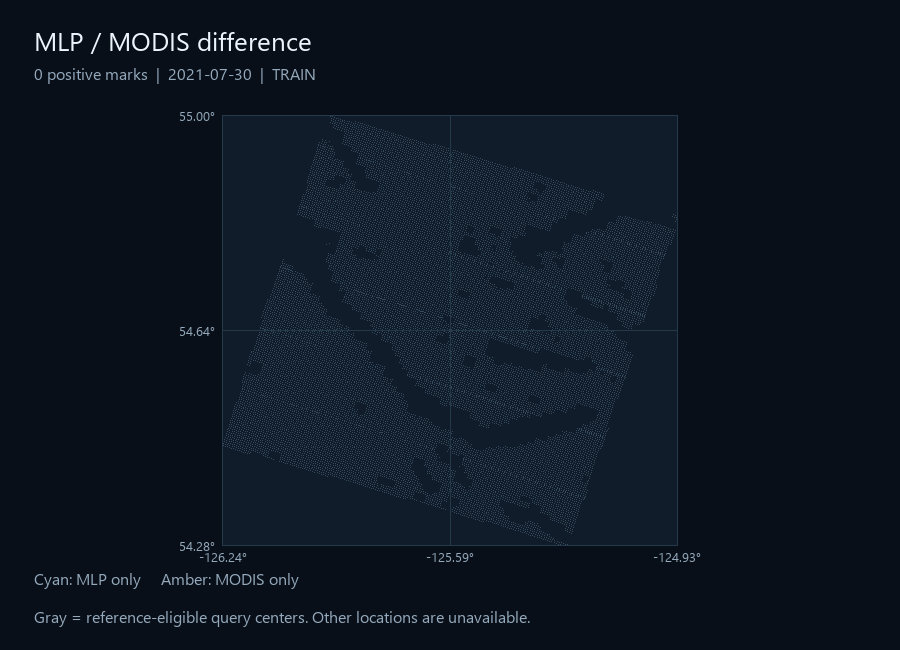 MLP / MODIS difference
0 positive marks | 2021-07-30 | TRAIN
55.00°
54.64°
54.28°
-126.24° -125.59° -124.93°
Cyan: MLP only Amber: MODIS only
Gray = reference-eligible query centers. Other locations are unavailable.